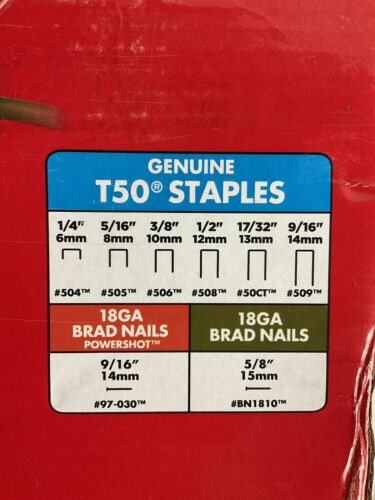 GENUINE
T50® STAPLES
1/4" 5/16" 3/8" 1/2" 17/32" 9/16"
6mm 8mm 10mm 12mm 13mm 14mm
#504™ #505™ #506™ #508™ #50CT™ #509™
18GA
BRAD NAILS
POWERSHOT™
9/16"
14mm
#97-030™
18GA
BRAD NAILS
5/8"
15mm
#BN1810™